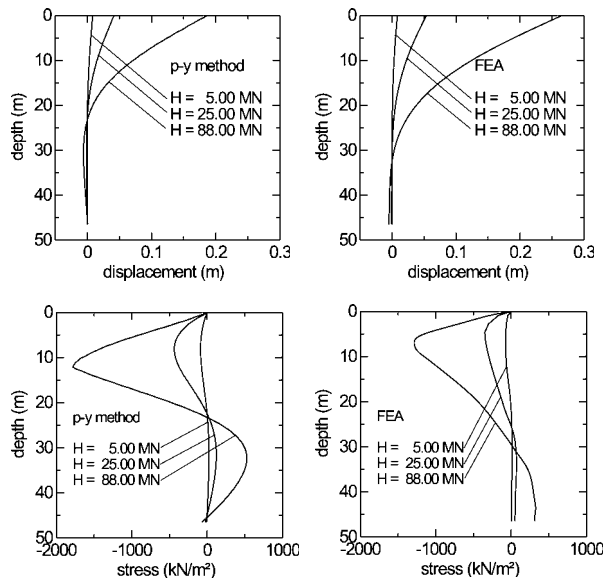 0
10
20
30
40
50
depth (m)
p-y method
H = 5.00 MN
H = 25.00 MN
H = 88.00 MN
0 0.1 0.2 0.3
displacement (m)
0
10
20
30
40
50
depth (m)
FEA
H = 5.00 MN
H = 25.00 MN
H = 88.00 MN
0 0.1 0.2 0.3
displacement (m)
0
10
20
30
40
50
depth (m)
p-y method
H = 5.00 MN
H = 25.00 MN
H = 88.00 MN
-2000 -1000 0 1000
stress (kN/m²)
0
10
20
30
40
50
depth (m)
FEA
H = 5.00 MN
H = 25.00 MN
H = 88.00 MN
-2000 -1000 0 1000
stress (kN/m²)